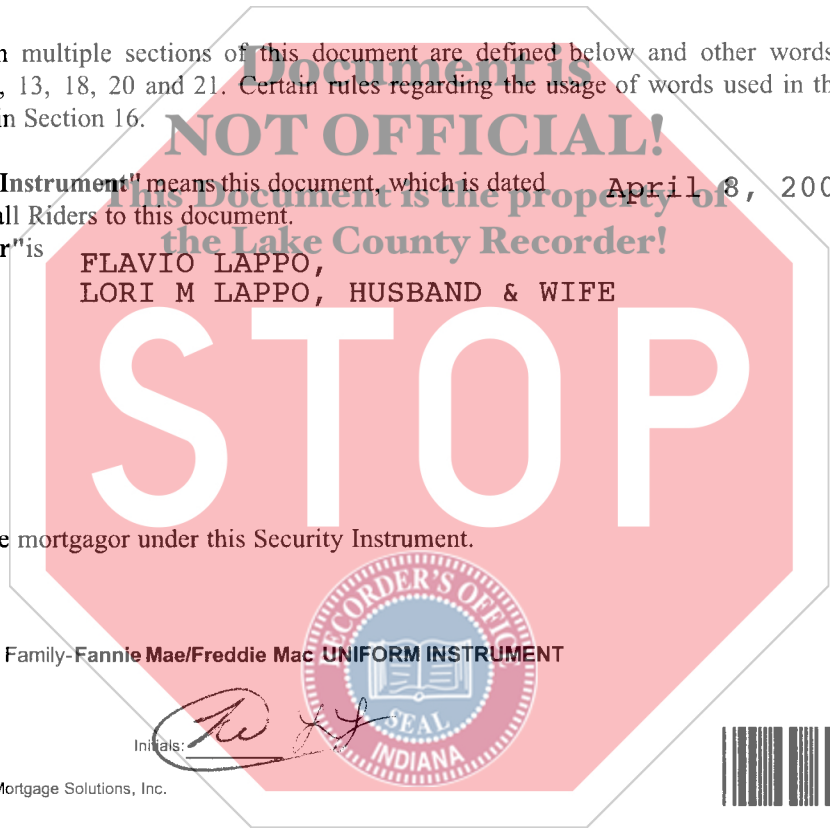 multiple sections of this document are defined below and other words
, 13, 18, 20 and 21. Certain rules regarding the usage of words used in th
in Section 16.
Document is
NOT OFFICIAL!
This Document is the property of
the Lake County Recorder!
Instrument" means this document, which is dated April 8, 200
all Riders to this document.
r" is
FLAVIO LAPPO,
LORI M LAPPO, HUSBAND & WIFE
STOP
e mortgagor under this Security Instrument.
RECORDER'S OFFICE
SEAL
INDIANA
Family-Fannie Mae/Freddie Mac UNIFORM INSTRUMENT
Initials:
Mortgage Solutions, Inc.